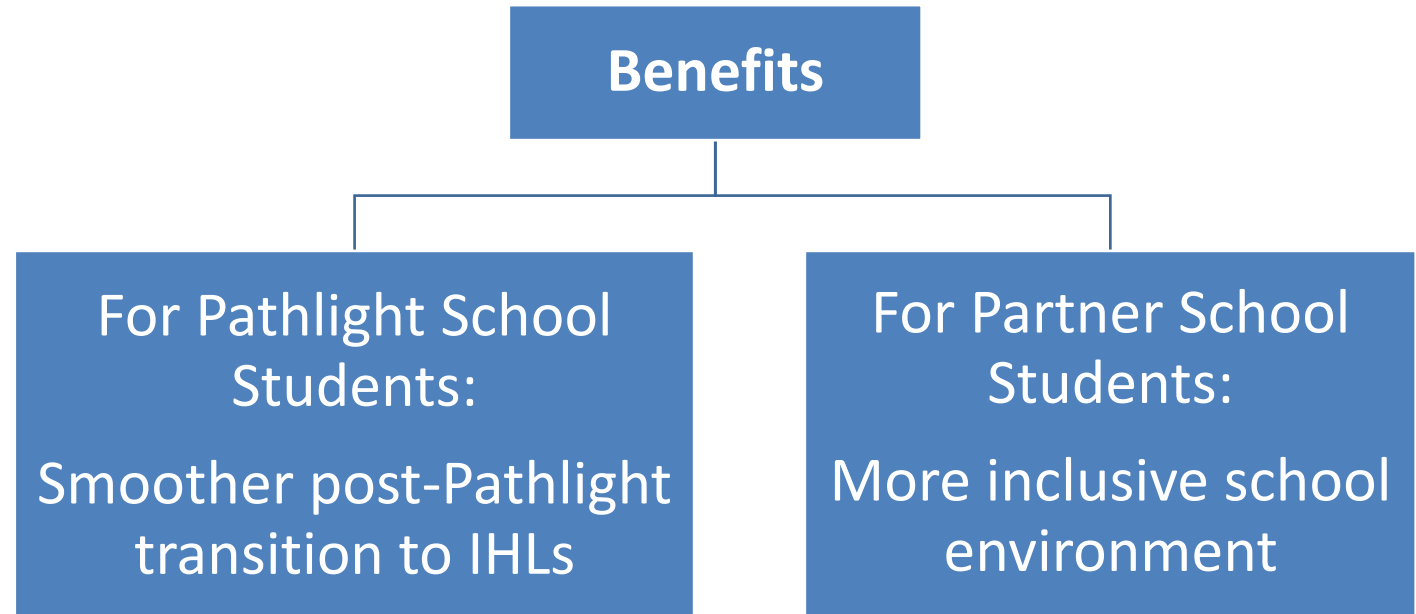 Benefits
For Pathlight School
Students:
Smoother post-Pathlight
transition to IHLs
For Partner School
Students:
More inclusive school
environment